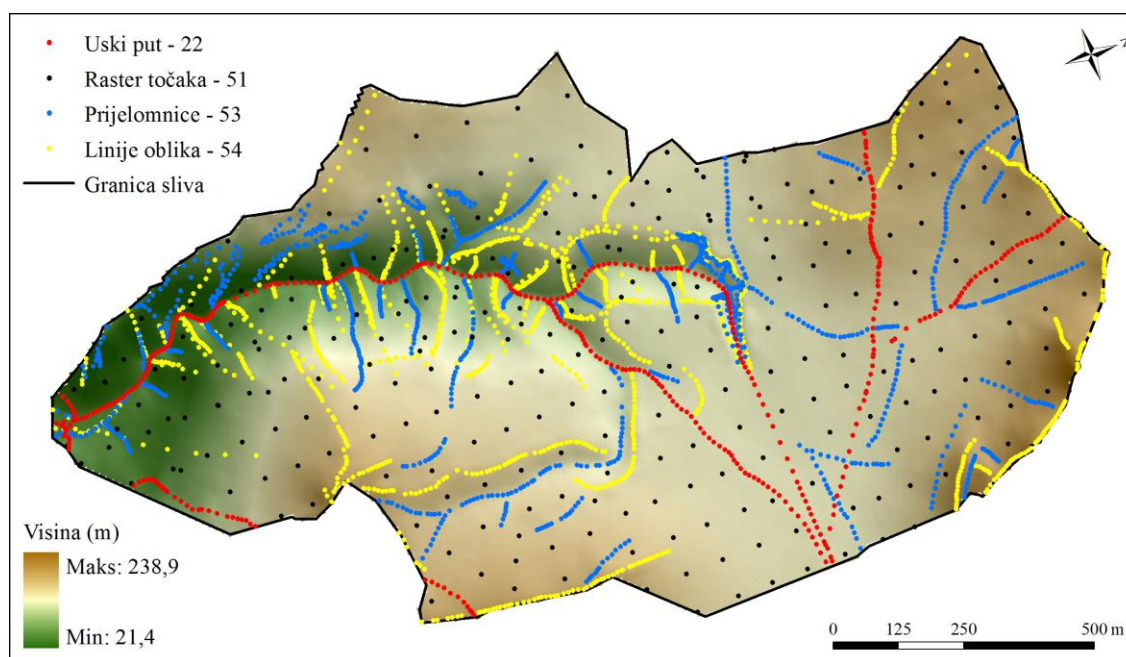 Uski put - 22
Raster točaka - 51
Prijelomnice - 53
Linije oblika - 54
Granica sliva
Visina (m)
Maks: 238,9
Min: 21,4
0 125 250 500 m